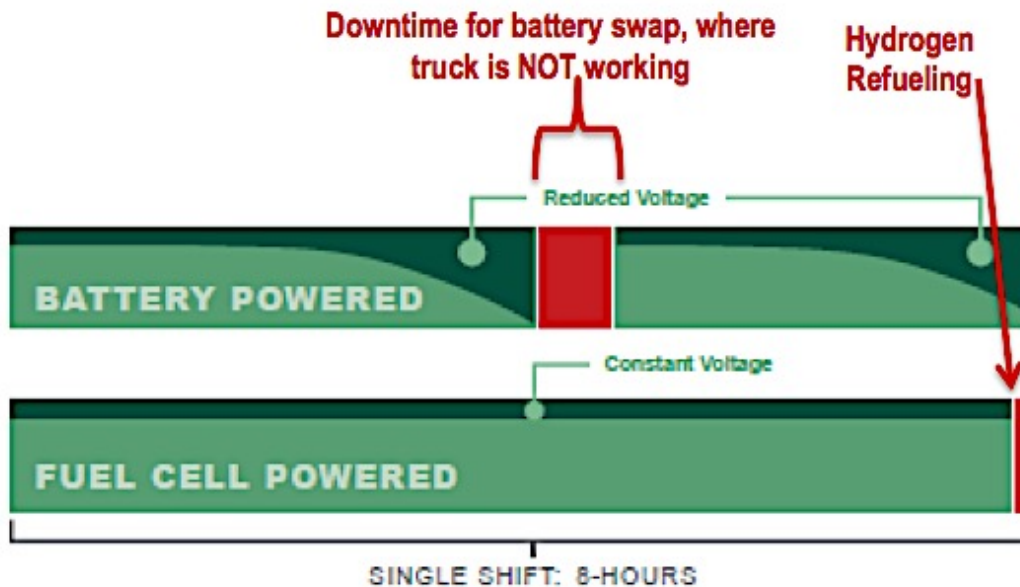 Downtime for battery swap, where
truck is NOT working
Hydrogen
Refueling
Reduced Voltage
BATTERY POWERED
Constant Voltage
FUEL CELL POWERED
SINGLE SHIFT: 8-HOURS